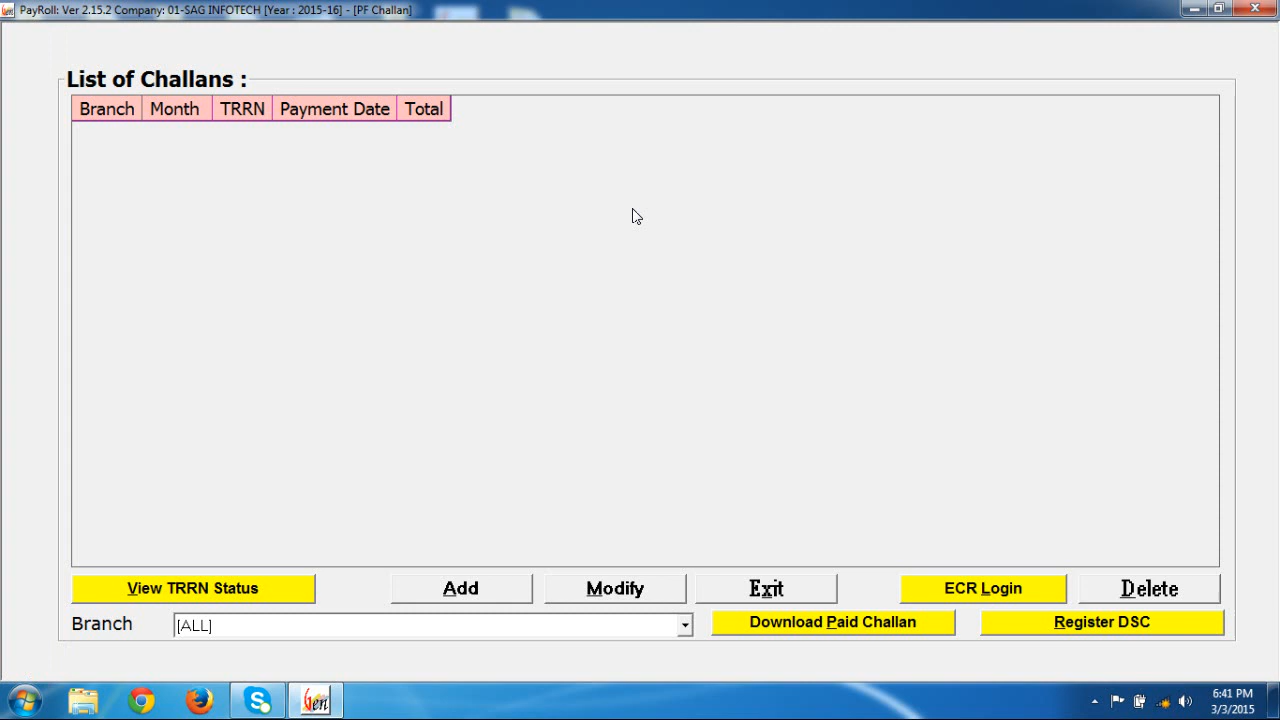 PayRoll: Ver 2.15.2 Company: 01-SAG INFOTECH [Year : 2015-16] - [PF Challan]
List of Challans :
Branch Month TRRN Payment Date Total
View TRRN Status Add Modify Exit ECR Login Delete
Branch [ALL] Download Paid Challan Register DSC
Gen
6:41 PM
3/3/2015